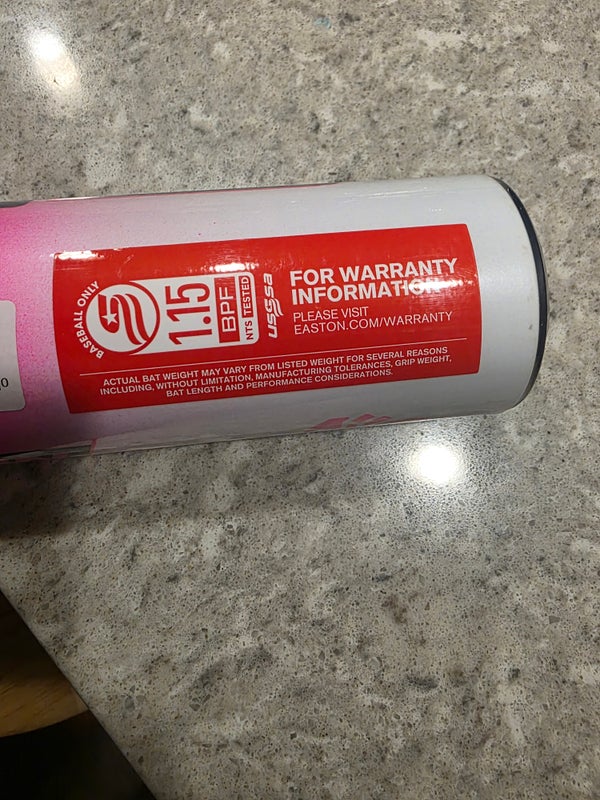 BASEBALL ONLY
1.15
BPF
NTS TESTED
USSSA
FOR WARRANTY
INFORMATION
PLEASE VISIT
EASTON.COM/WARRANTY
ACTUAL BAT WEIGHT MAY VARY FROM LISTED WEIGHT FOR SEVERAL REASONS
INCLUDING, WITHOUT LIMITATION, MANUFACTURING TOLERANCES, GRIP WEIGHT,
BAT LENGTH AND PERFORMANCE CONSIDERATIONS.